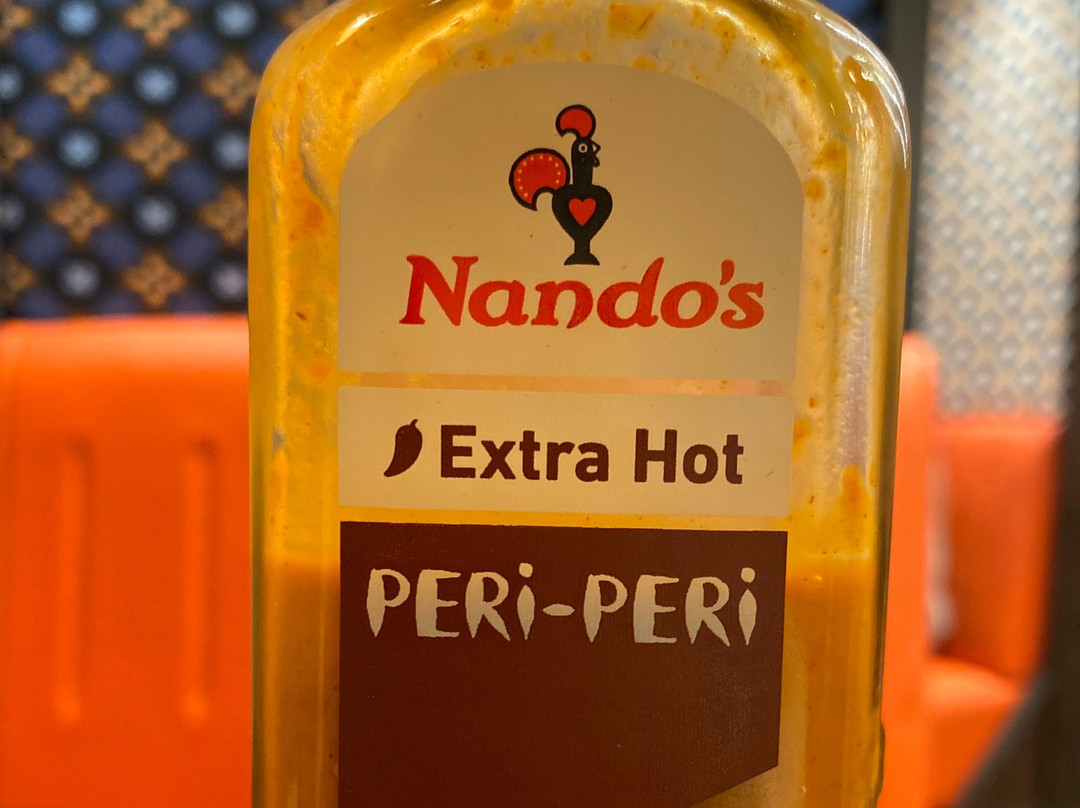 Nando's
Extra Hot
PERi-PERi